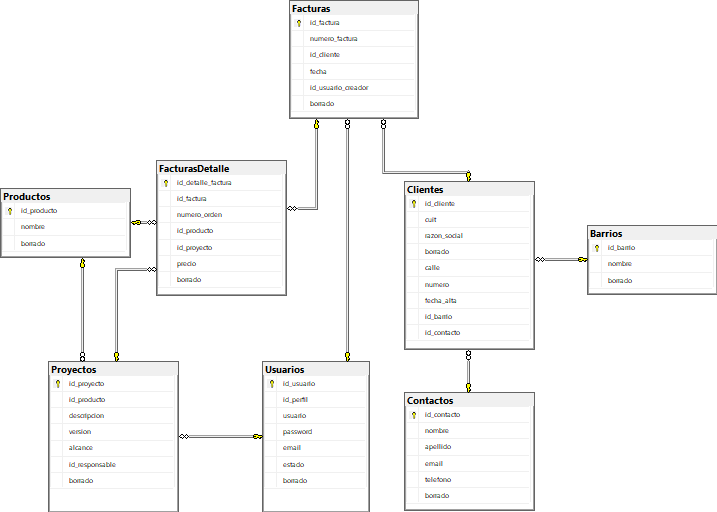 Facturas
id_factura
numero_factura
id_cliente
fecha
id_usuario_creador
borrado
FacturasDetalle
id_detalle_factura
id_factura
numero_orden
id_producto
id_proyecto
precio
borrado
Productos
id_producto
nombre
borrado
Clientes
id_cliente
cuit
razon_social
borrado
calle
numero
fecha_alta
id_barrio
id_contacto
Barrios
id_barrio
nombre
borrado
Proyectos
id_proyecto
id_producto
descripcion
version
alcance
id_responsable
borrado
Usuarios
id_usuario
id_perfil
usuario
password
email
estado
borrado
Contactos
id_contacto
nombre
apellido
email
telefono
borrado